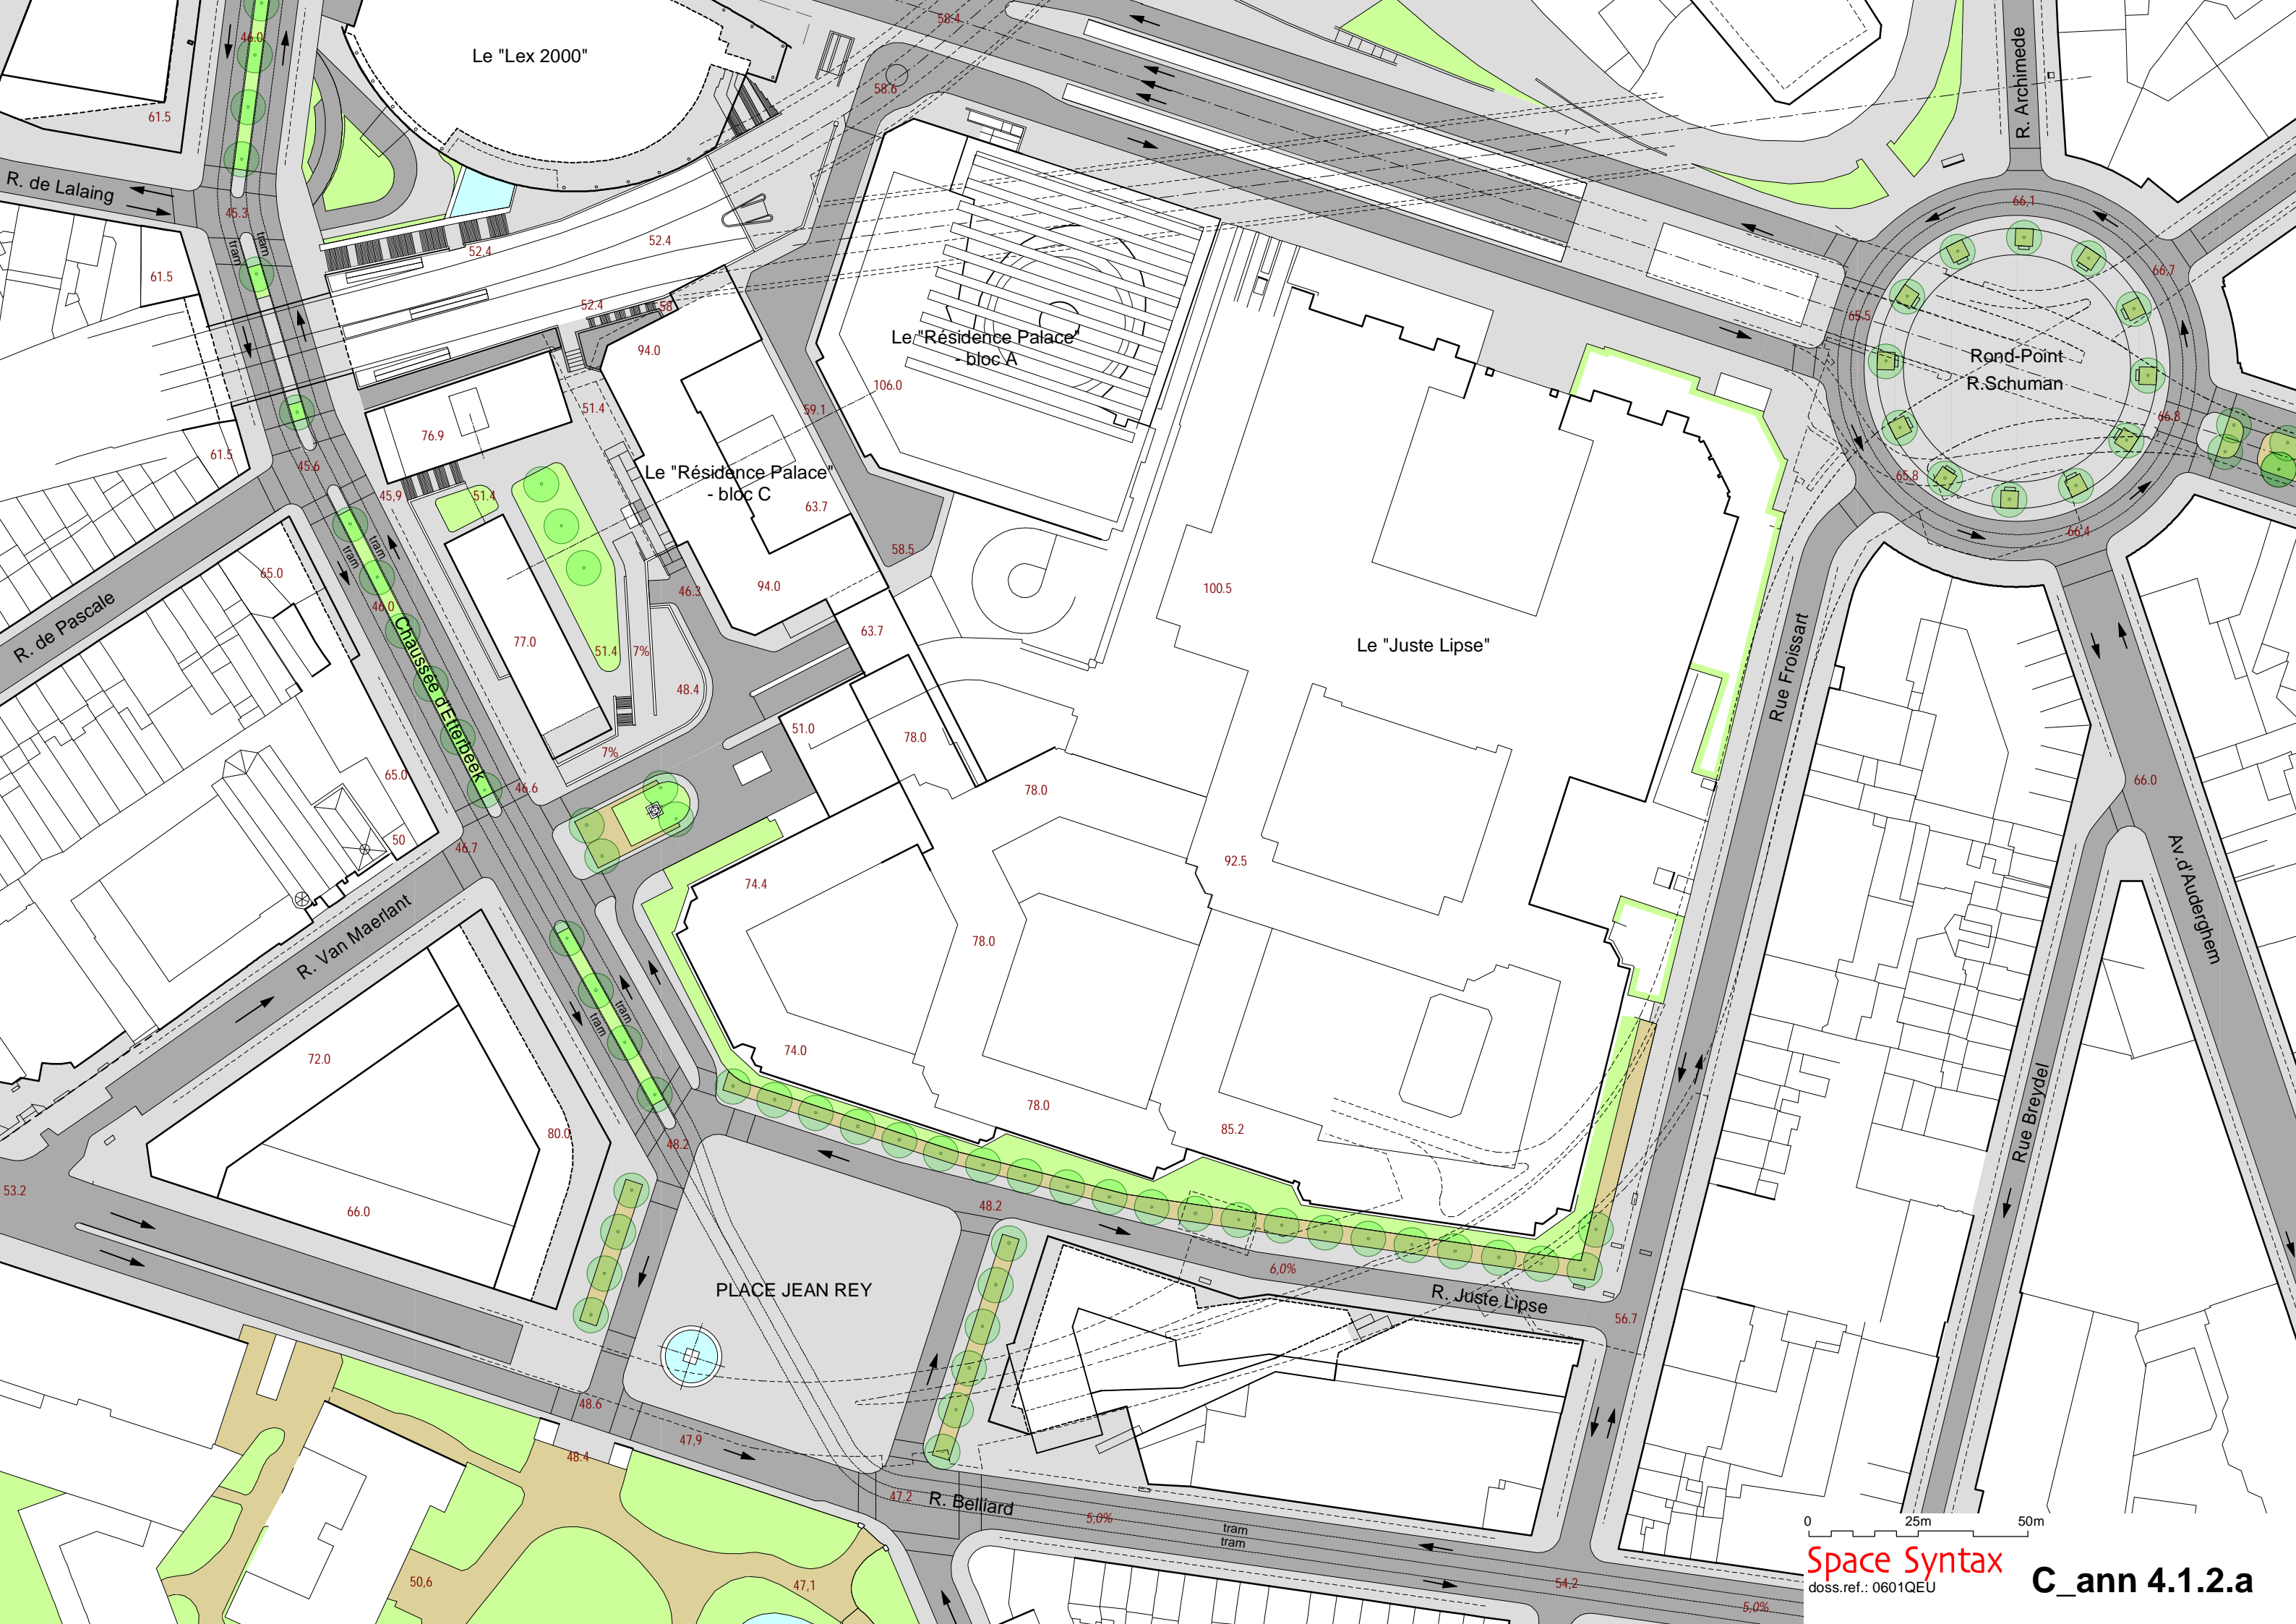 58.4
46.0
Le "Lex 2000"
R. Archimede
58.6
61.5
R. de Lalaing
45.3
tram
tram
66,1
52.4
52.4
61.5
66.7
52.4
58
65.5
Le "Résidence Palace"
- bloc A
94.0
Rond-Point
R.Schuman
106.0
59.1
51.4
76.9
66.8
61.5
45.6
Le "Résidence Palace"
- bloc C
65.8
45,9
51.4
63.7
66.4
tram
tram
58.5
65.0
46.0
R. de Pascale
46.3
94.0
100.5
Chaussee d'Etterbeek
77.0
51.4
7%
63.7
Le "Juste Lipse"
Rue Froissart
48.4
51.0
78.0
7%
65.0
46.6
78.0
66.0
50
46.7
92.5
74.4
Av.d'Auderghem
R. Van Maerlant
78.0
tram
tram
72.0
74.0
78.0
80.0
48.2
85.2
Rue Breydel
53.2
66.0
48.2
6,0%
PLACE JEAN REY
R. Juste Lipse
56.7
48.6
47,9
48.4
47.2
R. Belliard
5,0%
tram
tram
50,6
47,1
54,2
5,0%
0 25m 50m
Space Syntax
doss.ref.: 0601QEU
C_ann 4.1.2.a